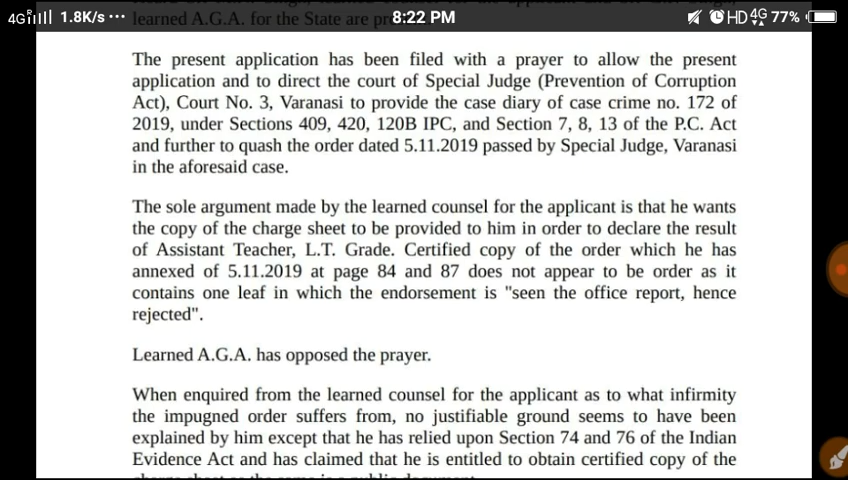 4G 1.8K/s ··· 8:22 PM HD 4G 77%
learned A.G.A. for the State are
The present application has been filed with a prayer to allow the present
application and to direct the court of Special Judge (Prevention of Corruption
Act), Court No. 3, Varanasi to provide the case diary of case crime no. 172 of
2019, under Sections 409, 420, 120B IPC, and Section 7, 8, 13 of the P.C. Act
and further to quash the order dated 5.11.2019 passed by Special Judge, Varanasi
in the aforesaid case.
The sole argument made by the learned counsel for the applicant is that he wants
the copy of the charge sheet to be provided to him in order to declare the result
of Assistant Teacher, L.T. Grade. Certified copy of the order which he has
annexed of 5.11.2019 at page 84 and 87 does not appear to be order as it
contains one leaf in which the endorsement is "seen the office report, hence
rejected".
Learned A.G.A. has opposed the prayer.
When enquired from the learned counsel for the applicant as to what infirmity
the impugned order suffers from, no justifiable ground seems to have been
explained by him except that he has relied upon Section 74 and 76 of the Indian
Evidence Act and has claimed that he is entitled to obtain certified copy of the